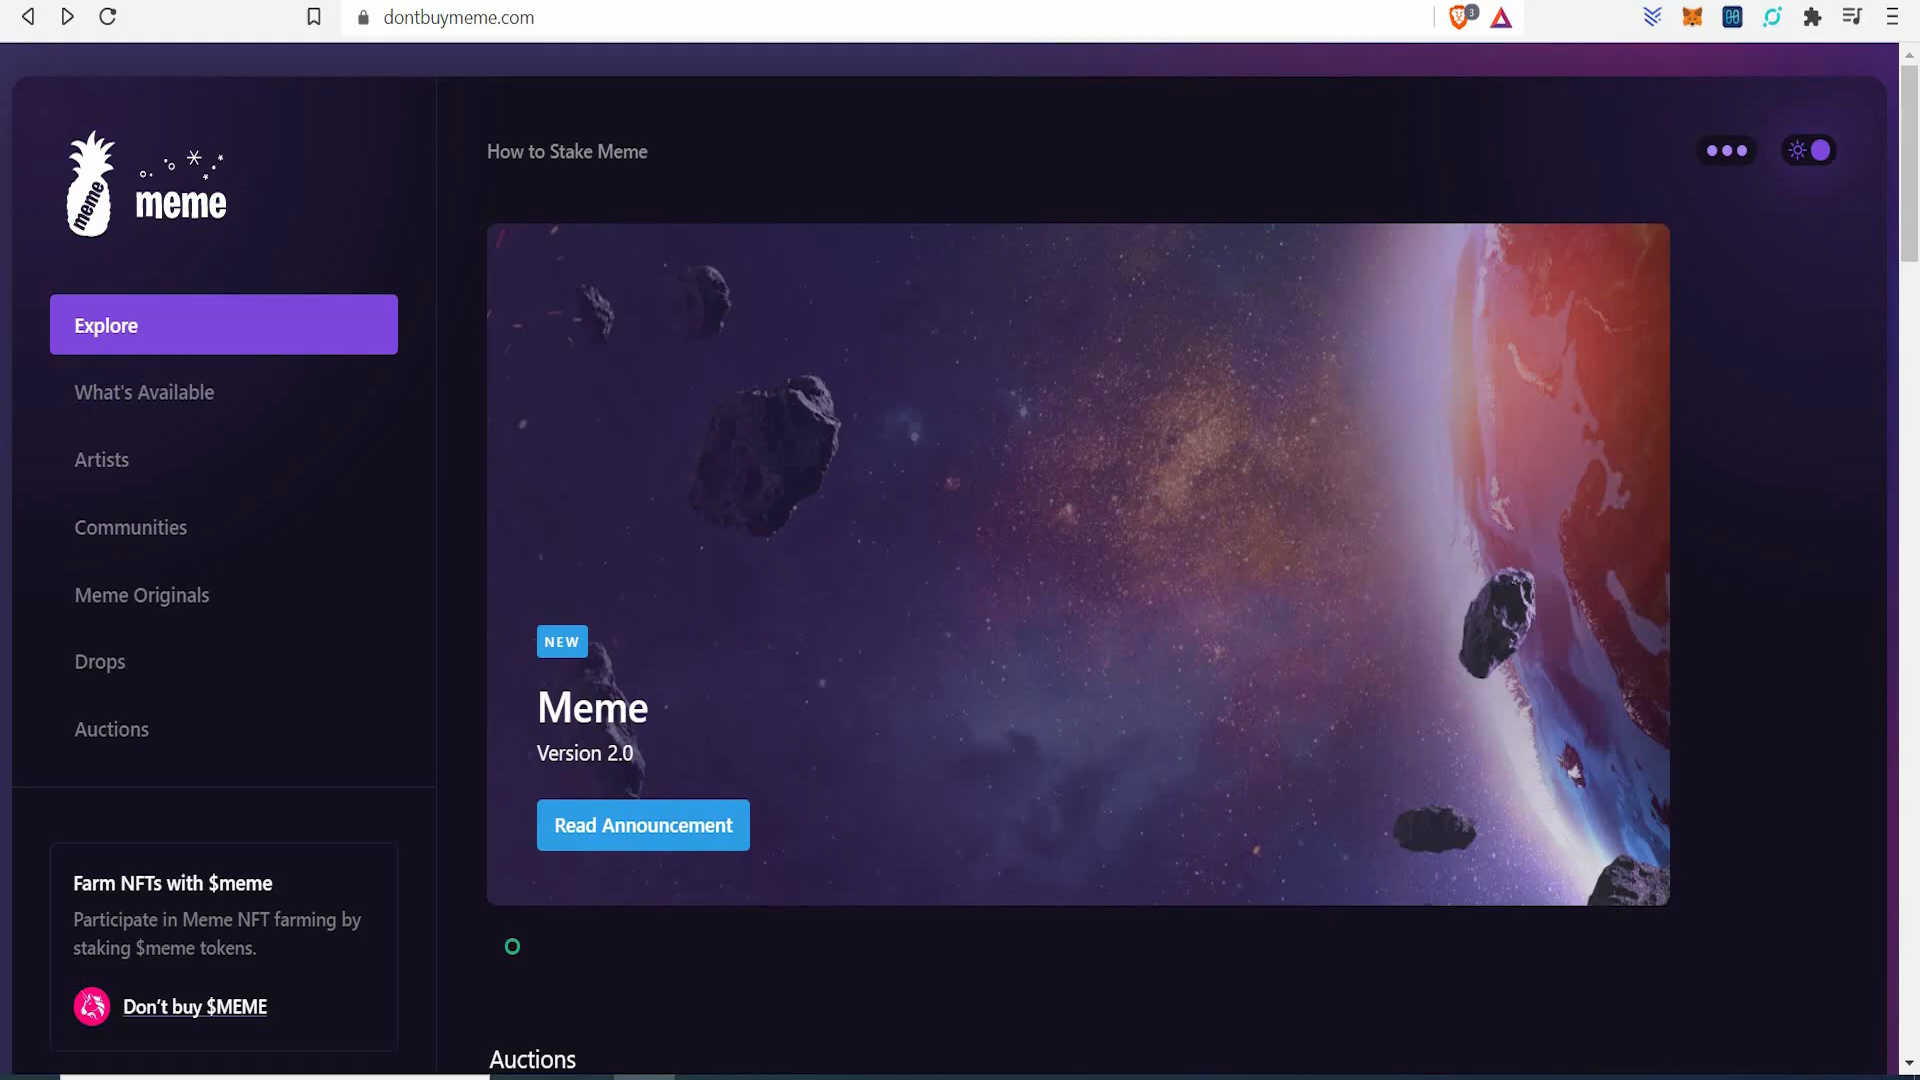 dontbuymeme.com
3
meme
meme
How to Stake Meme
Explore
What's Available
Artists
Communities
Meme Originals
Drops
Auctions
NEW
Meme
Version 2.0
Read Announcement
Farm NFTs with $meme
Participate in Meme NFT farming by
staking $meme tokens.
Don’t buy $MEME
Auctions